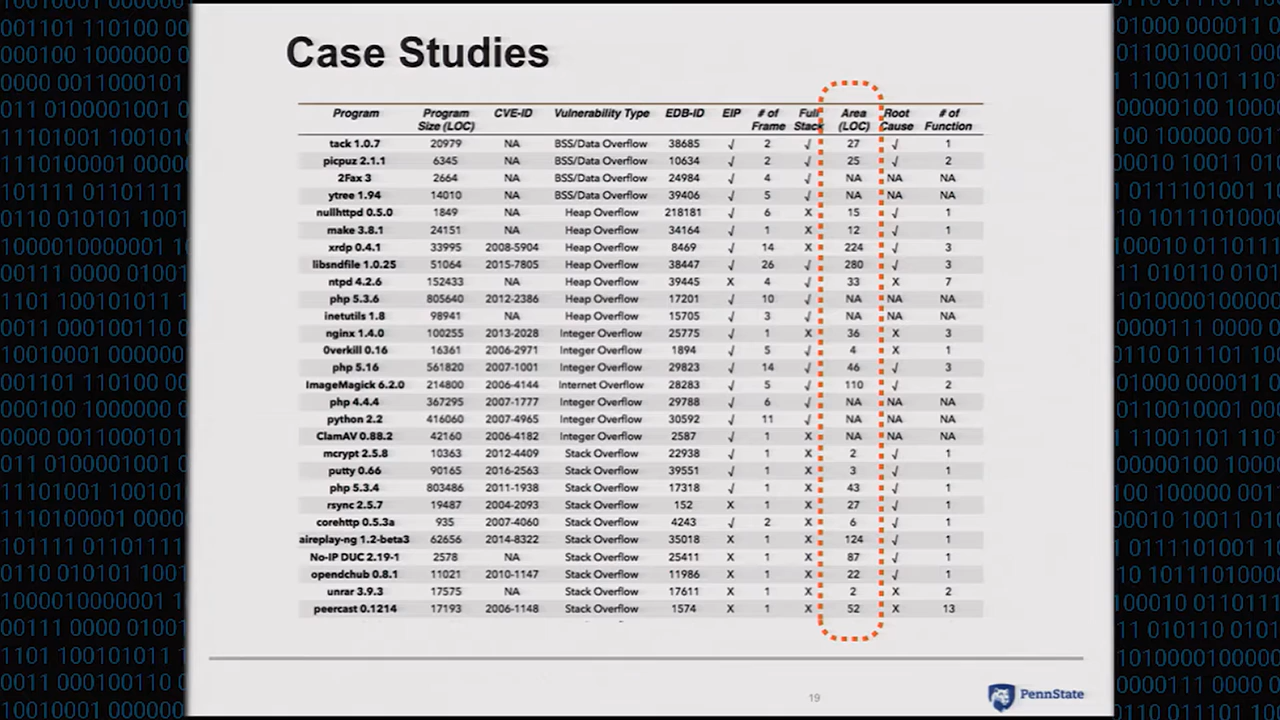 Case Studies
Program Program Size (LOC) CVE-ID Vulnerability Type EDB-ID EIP # of Frame Full Stack Area (LOC) Root Cause # of Function
tack 1.0.7 20979 NA BSS/Data Overflow 38685 √ 2 √ 27 √ 1
picpuz 2.1.1 6345 NA BSS/Data Overflow 10634 √ 2 √ 25 √ 2
2Fax 3 2664 NA BSS/Data Overflow 24984 √ 4 √ NA NA NA
ytree 1.94 14010 NA BSS/Data Overflow 39406 √ 5 √ NA NA NA
nullhttpd 0.5.0 1849 NA Heap Overflow 218181 √ 6 X 15 √ 1
make 3.8.1 24151 NA Heap Overflow 34164 √ 1 X 12 √ 1
xrdp 0.4.1 33995 2008-5904 Heap Overflow 8469 √ 14 X 224 √ 3
libsndfile 1.0.25 51064 2015-7805 Heap Overflow 38447 √ 26 √ 280 √ 3
ntpd 4.2.6 152433 NA Heap Overflow 39445 X 4 √ 33 X 7
php 5.3.6 805640 2012-2386 Heap Overflow 17201 √ 10 √ NA NA NA
inetutils 1.8 98941 NA Heap Overflow 15705 √ 3 √ NA NA NA
nginx 1.4.0 100255 2013-2028 Integer Overflow 25775 √ 1 X 36 X 3
0verkill 0.16 16361 2006-2971 Integer Overflow 1894 √ 5 √ 4 X 1
php 5.16 561820 2007-1001 Integer Overflow 29823 √ 14 √ 46 √ 3
ImageMagick 6.2.0 214800 2006-4144 Internet Overflow 28283 √ 5 √ 110 √ 2
php 4.4.4 367295 2007-1777 Integer Overflow 29788 √ 6 √ NA NA NA
python 2.2 416060 2007-4965 Integer Overflow 30592 √ 11 √ NA NA NA
ClamAV 0.88.2 42160 2006-4182 Integer Overflow 2587 √ 1 X NA NA NA
mcrypt 2.5.8 10363 2012-4409 Stack Overflow 22938 √ 1 X 2 √ 1
putty 0.66 90165 2016-2563 Stack Overflow 39551 √ 1 X 3 √ 1
php 5.3.4 803486 2011-1938 Stack Overflow 17318 √ 1 X 43 √ 1
rsync 2.5.7 19487 2004-2093 Stack Overflow 152 X 1 X 27 √ 1
corehttp 0.5.3a 935 2007-4060 Stack Overflow 4243 √ 2 X 6 √ 1
aireplay-ng 1.2-beta3 62656 2014-8322 Stack Overflow 35018 X 1 X 124 √ 1
No-IP DUC 2.19-1 2578 NA Stack Overflow 25411 X 1 X 87 √ 1
opendchub 0.8.1 11021 2010-1147 Stack Overflow 11986 X 1 X 22 √ 1
unrar 3.9.3 17575 NA Stack Overflow 17611 X 1 X 2 X 2
peercast 0.1214 17193 2006-1148 Stack Overflow 1574 X 1 X 52 X 13
19
PennState